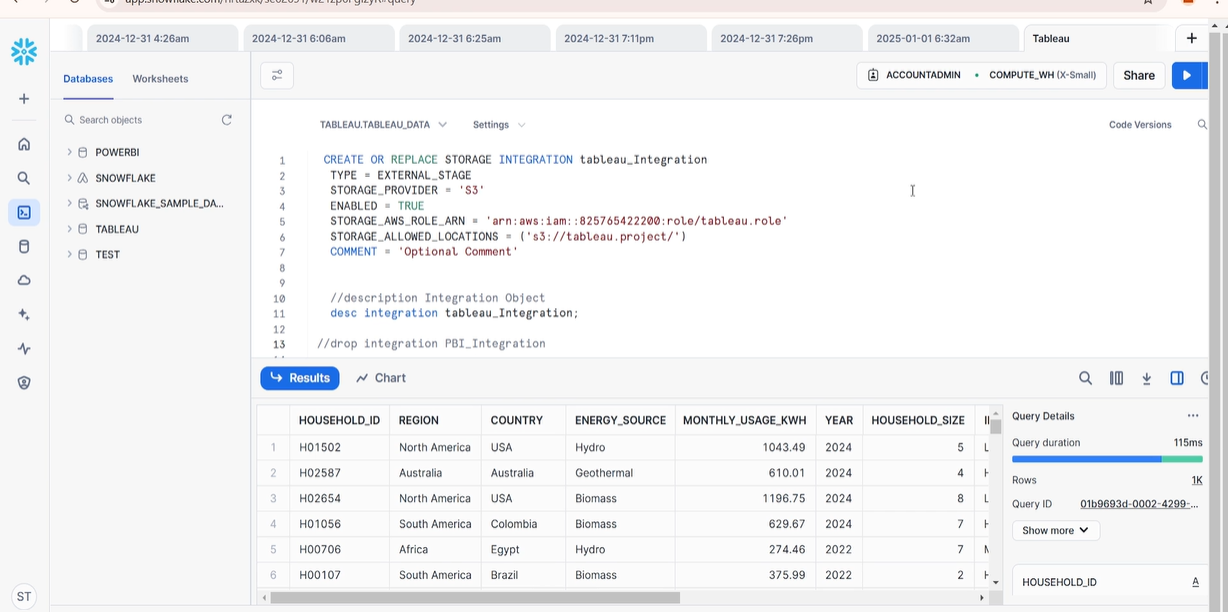 2024-12-31 4:26am 2024-12-31 6:06am 2024-12-31 6:25am 2024-12-31 7:11pm 2024-12-31 7:26pm 2025-01-01 6:32am Tableau
Databases Worksheets
ACCOUNTADMIN • COMPUTE_WH (X-Small) Share
Search objects
POWERBI
SNOWFLAKE
SNOWFLAKE_SAMPLE_DA...
TABLEAU
TEST
ST
TABLEAU.TABLEAU_DATA Settings Code Versions
1 CREATE OR REPLACE STORAGE INTEGRATION tableau_Integration
2 TYPE = EXTERNAL_STAGE
3 STORAGE_PROVIDER = 'S3'
4 ENABLED = TRUE
5 STORAGE_AWS_ROLE_ARN = 'arn:aws:iam::825765422200:role/tableau.role'
6 STORAGE_ALLOWED_LOCATIONS = ('s3://tableau.project/')
7 COMMENT = 'Optional Comment'
8
9
10 //description Integration Object
11 desc integration tableau_Integration;
12
13 //drop integration PBI_Integration
Results Chart
HOUSEHOLD_ID REGION COUNTRY ENERGY_SOURCE MONTHLY_USAGE_KWH YEAR HOUSEHOLD_SIZE
1 H01502 North America USA Hydro 1043.49 2024 5
2 H02587 Australia Australia Geothermal 610.01 2024 4
3 H02654 North America USA Biomass 1196.75 2024 8
4 H01056 South America Colombia Biomass 629.67 2024 7
5 H00706 Africa Egypt Hydro 274.46 2022 7
6 H00107 South America Brazil Biomass 375.99 2022 2
Query Details ...
Query duration 115ms
Rows 1K
Query ID 01b9693d-0002-4299-...
Show more
HOUSEHOLD_ID A